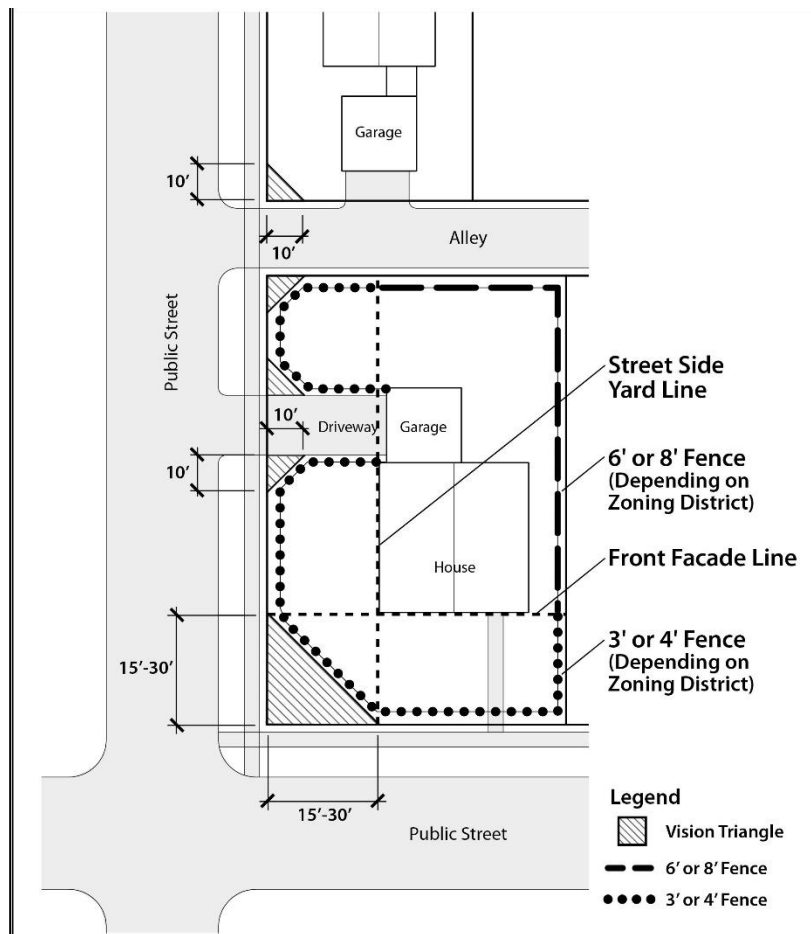 Garage
10'
Alley
10'
Public Street
Street Side
Yard Line
10'
Driveway
Garage
10'
6' or 8' Fence
(Depending on
Zoning District)
Front Facade Line
House
3' or 4' Fence
(Depending on
Zoning District)
15'-30'
15'-30'
Public Street
Legend
Vision Triangle
6' or 8' Fence
3' or 4' Fence